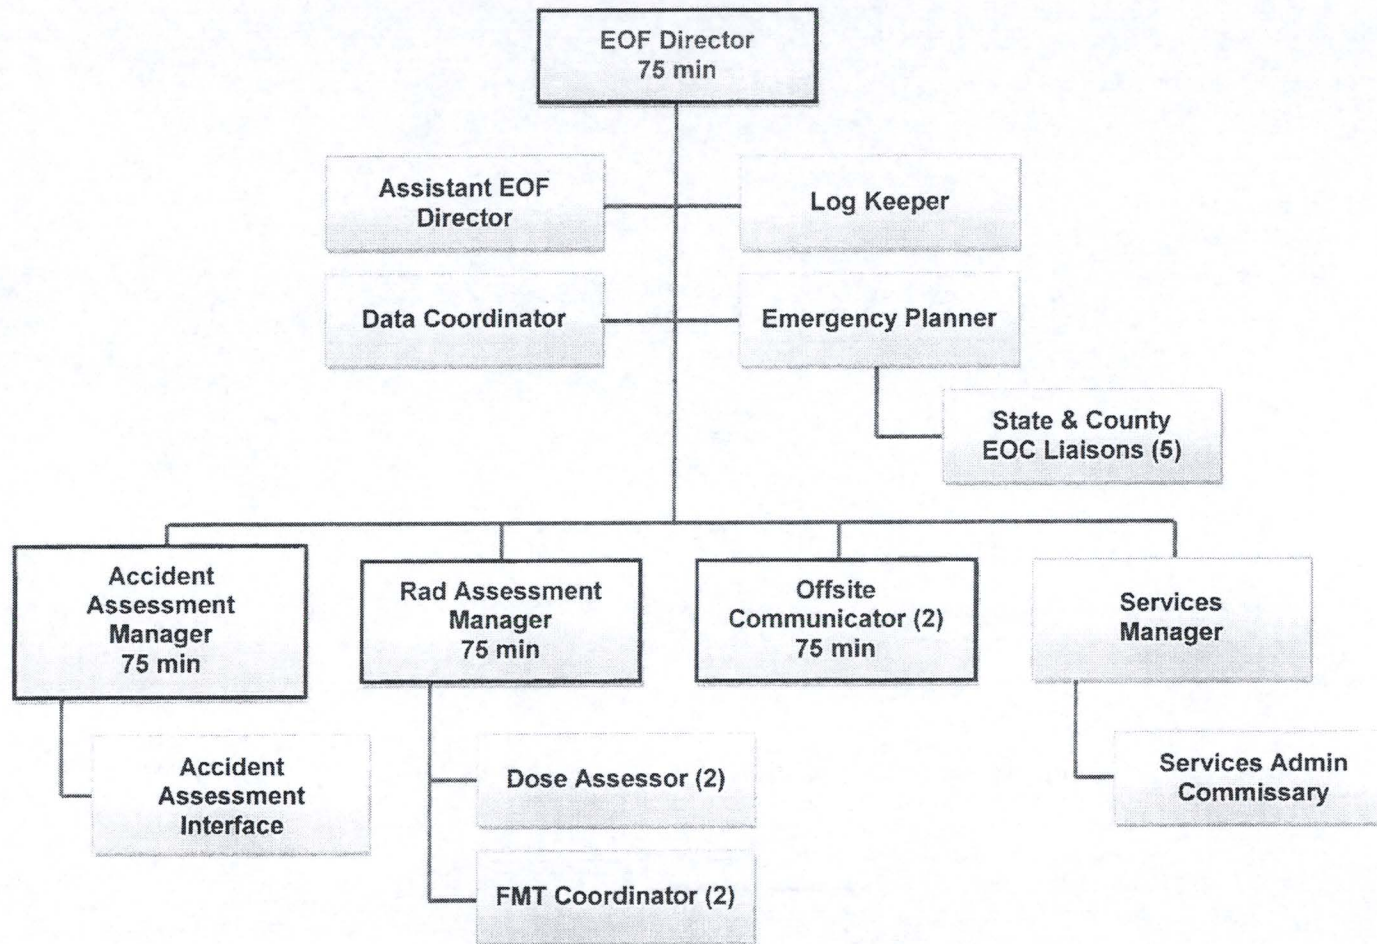 EOF Director
75 min
Assistant EOF
Director
Log Keeper
Data Coordinator
Emergency Planner
State & County
EOC Liaisons (5)
Accident
Assessment
Manager
75 min
Rad Assessment
Manager
75 min
Offsite
Communicator (2)
75 min
Services
Manager
Accident
Assessment
Interface
Dose Assessor (2)
FMT Coordinator (2)
Services Admin
Commissary